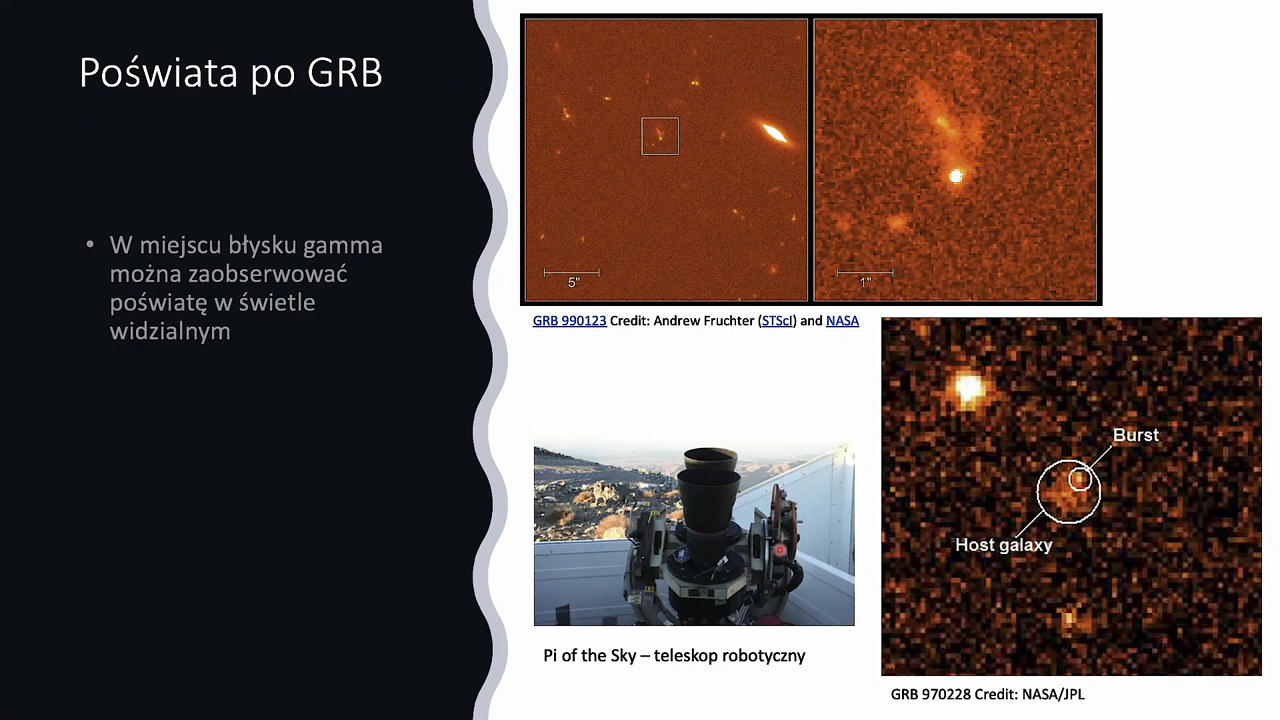 Poświata po GRB
• W miejscu błysku gamma
można zaobserwować
poświatę w świetle
widzialnym
5"
1"
GRB 990123 Credit: Andrew Fruchter (STScI) and NASA
Burst
Host galaxy
Pi of the Sky – teleskop robotyczny
GRB 970228 Credit: NASA/JPL